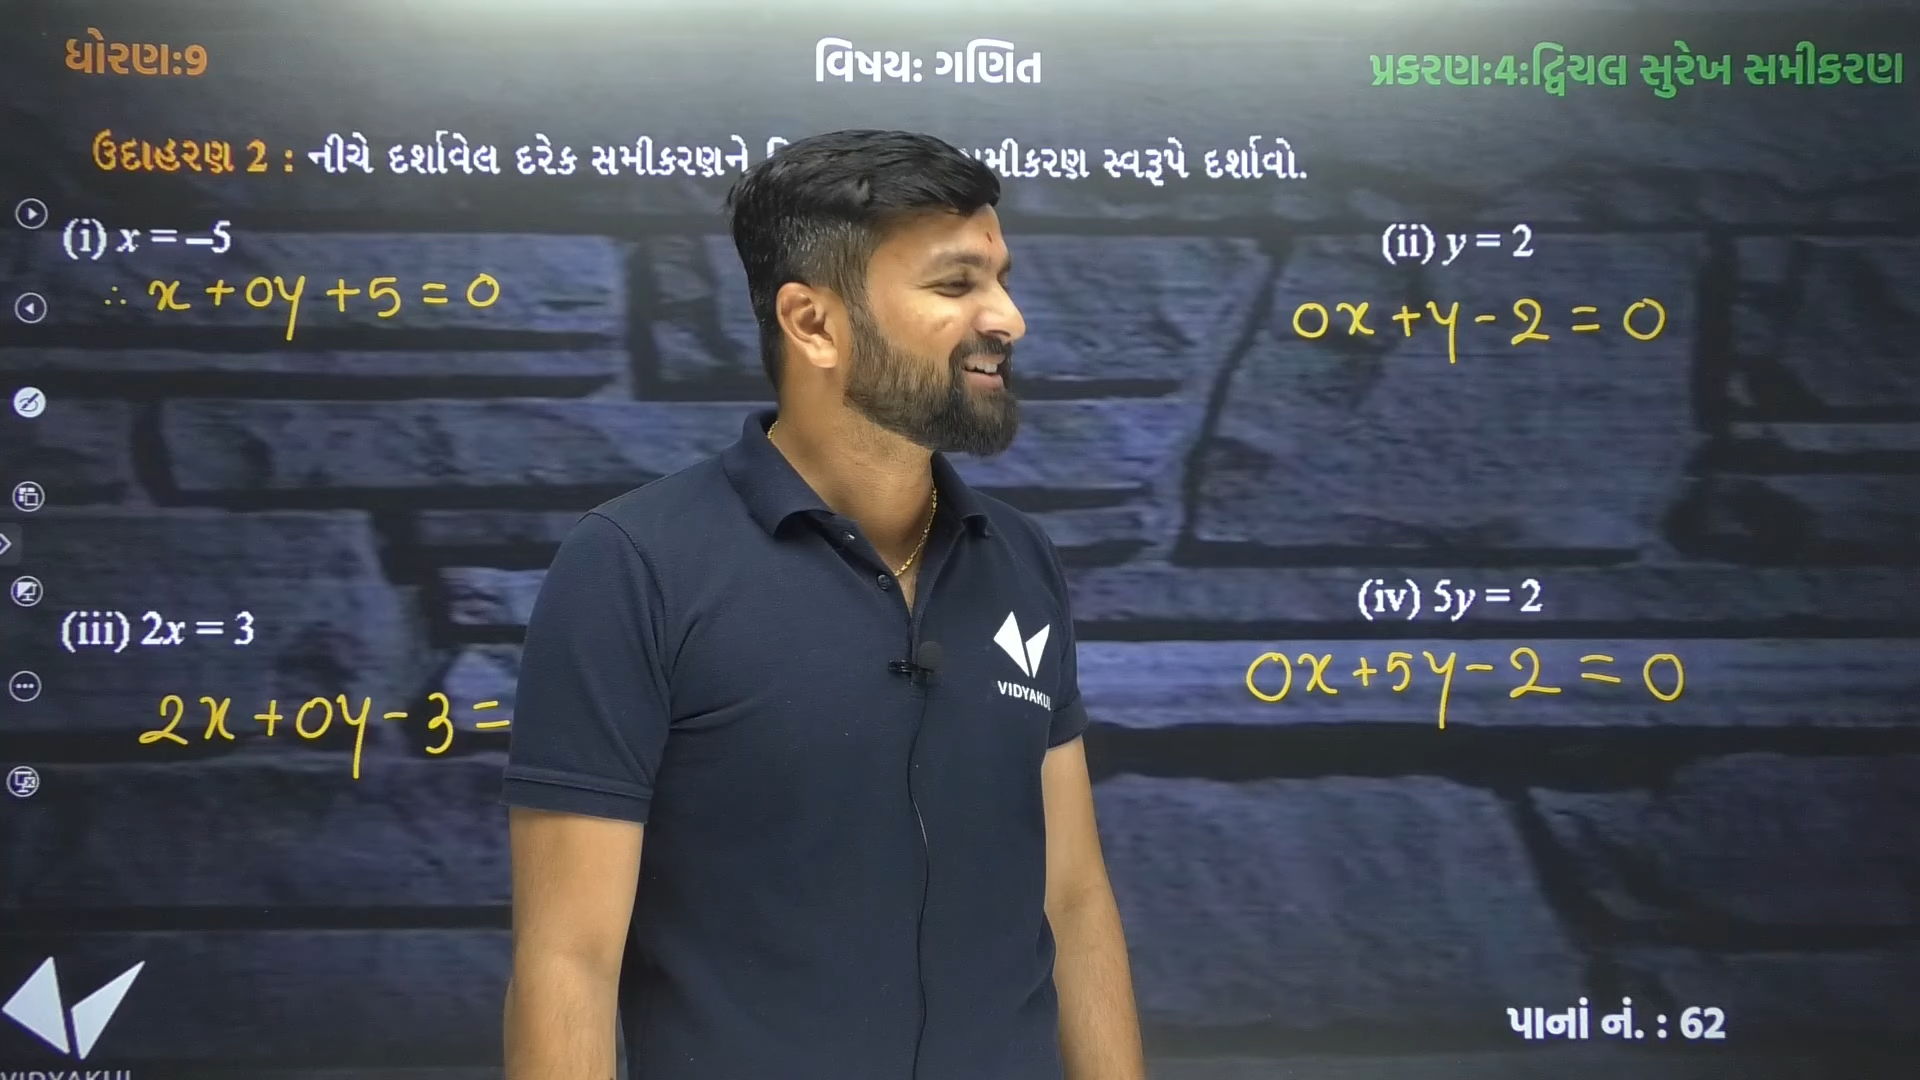 ધોરણ:9
વિષય: ગણિત
પ્રકરણ:4:દ્વિચલ સુરેખ સમીકરણ
ઉદાહરણ 2 : નીચે દર્શાવેલ દરેક સમીકરણને સ્વરૂપે દર્શાવો.
(i) x = –5
∴ x + 0y + 5 = 0
(ii) y = 2
0x + y - 2 = 0
(iii) 2x = 3
2x + 0y - 3 =
(iv) 5y = 2
0x + 5y - 2 = 0
VIDYAKUL
પાનાં નં. : 62
VIDYAKUL